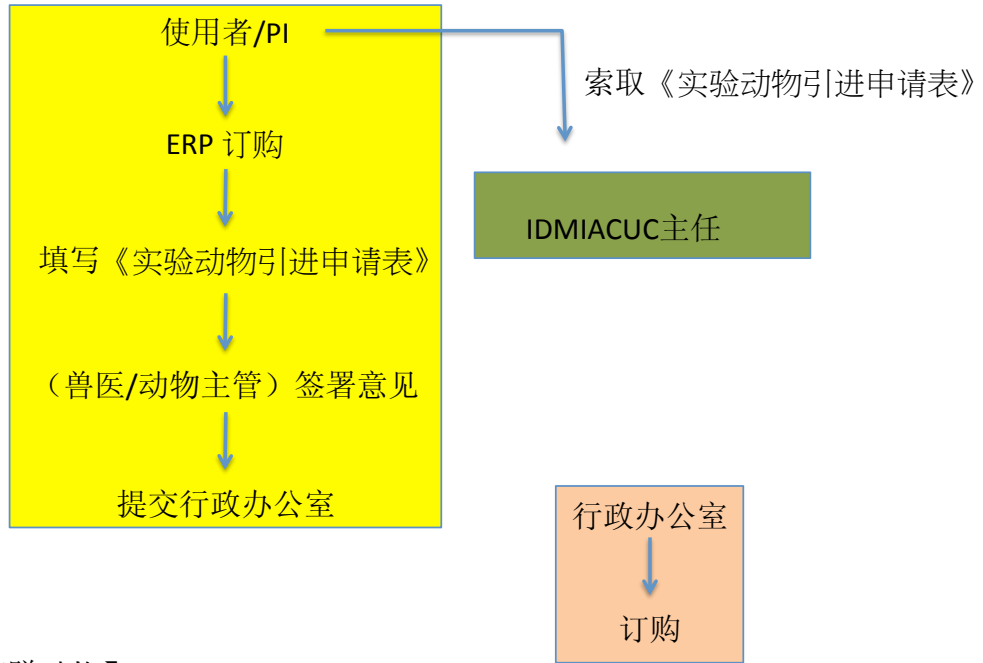 使用者/PI
索取《实验动物引进申请表》
ERP 订购
IDMIACUC主任
填写《实验动物引进申请表》
（兽医/动物主管）签署意见
提交行政办公室
行政办公室
订购